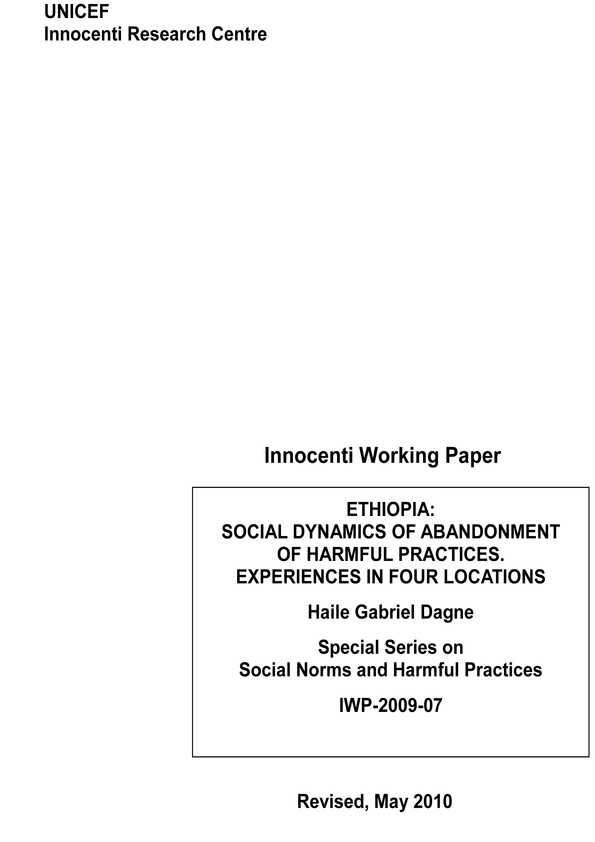 UNICEF
Innocenti Research Centre
Innocenti Working Paper
ETHIOPIA:
SOCIAL DYNAMICS OF ABANDONMENT
OF HARMFUL PRACTICES.
EXPERIENCES IN FOUR LOCATIONS
Haile Gabriel Dagne
Special Series on
Social Norms and Harmful Practices
IWP-2009-07
Revised, May 2010